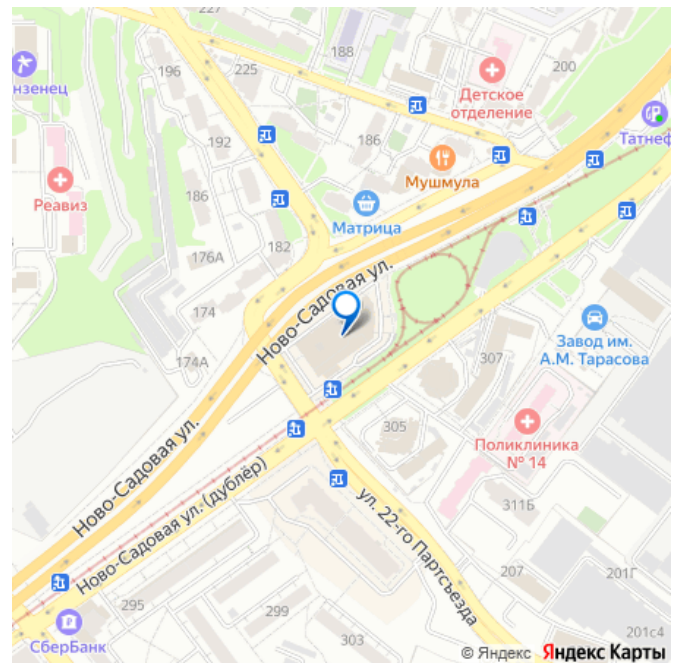 227
188
200
нзенец
196
225
Детское
отделение
Татнеф
192
186
Мушмула
Реавиз
186
Матрица
176А
182
Ново-Садовая ул.
174
307
Завод им.
А.М. Тарасова
174А
305
Поликлиника
№ 14
Ново-Садовая ул.
Ново-Садовая ул. (дублёр)
ул. 22-го Партсъезда
311Б
207
201Г
295
299
СберБанк
303
201с4
© Яндекс Яндекс Карты